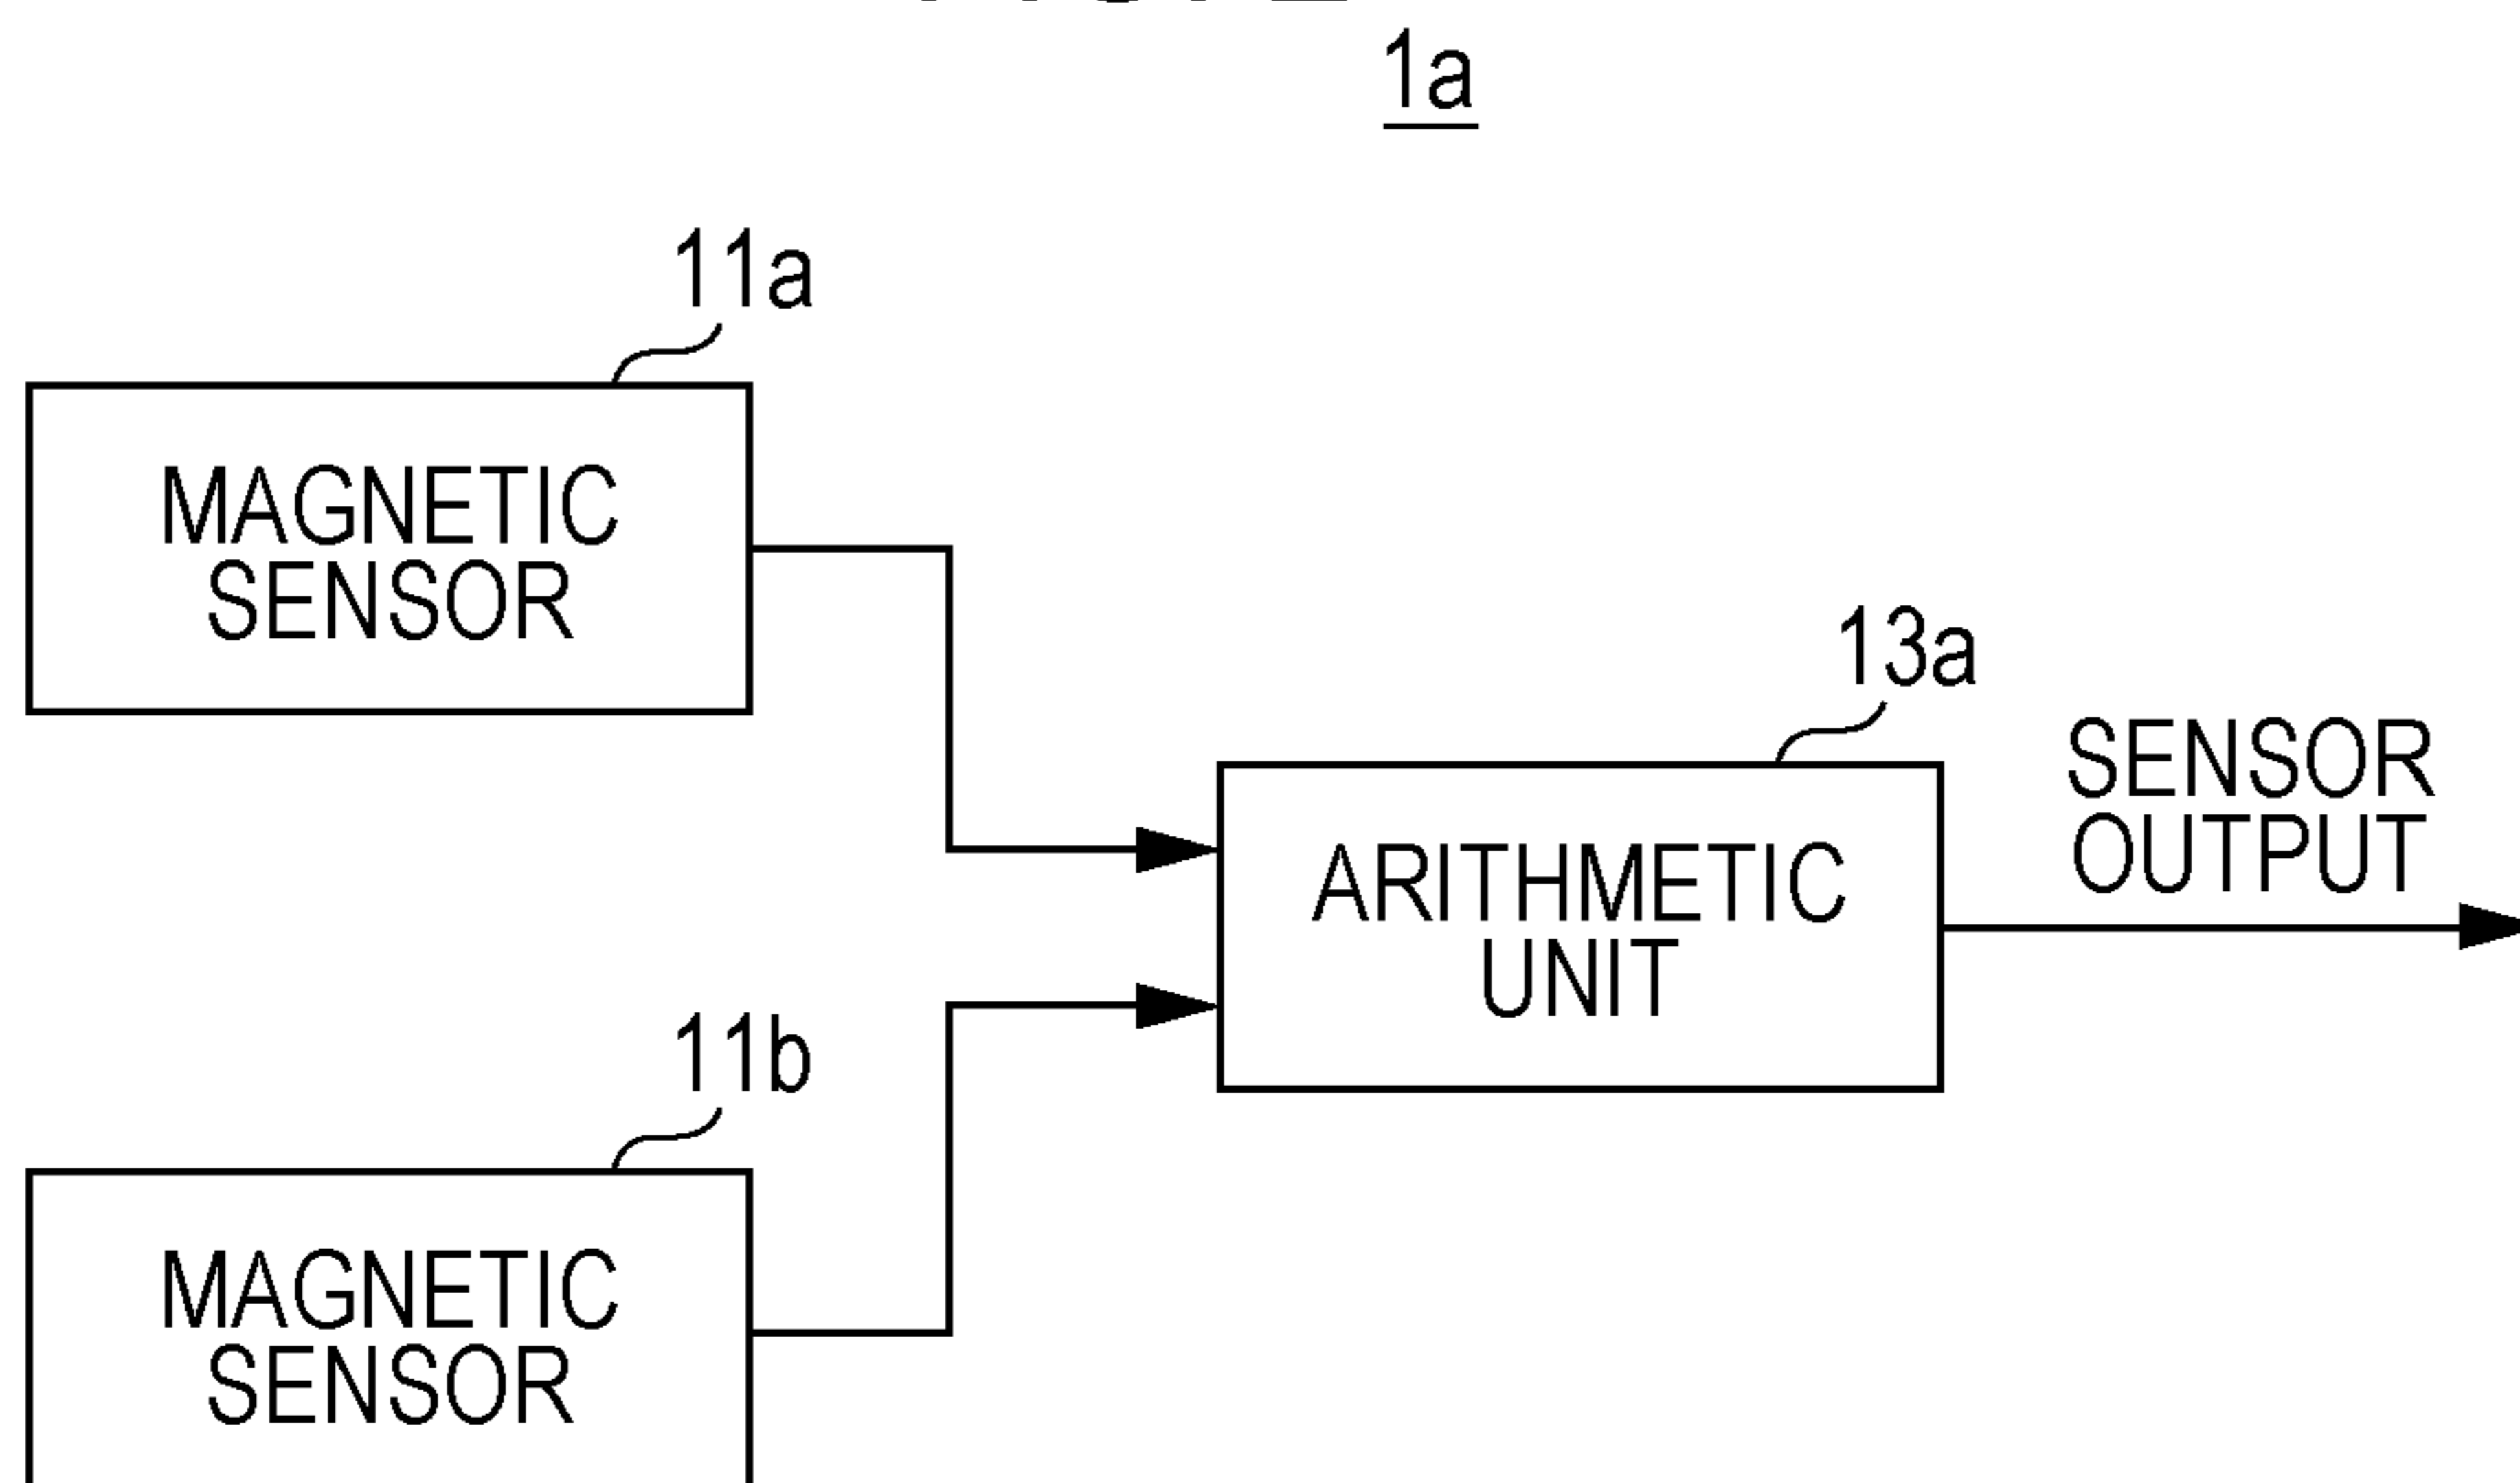 1a
11a
MAGNETIC
SENSOR
13a
SENSOR
OUTPUT
ARITHMETIC
UNIT
11b
MAGNETIC
SENSOR